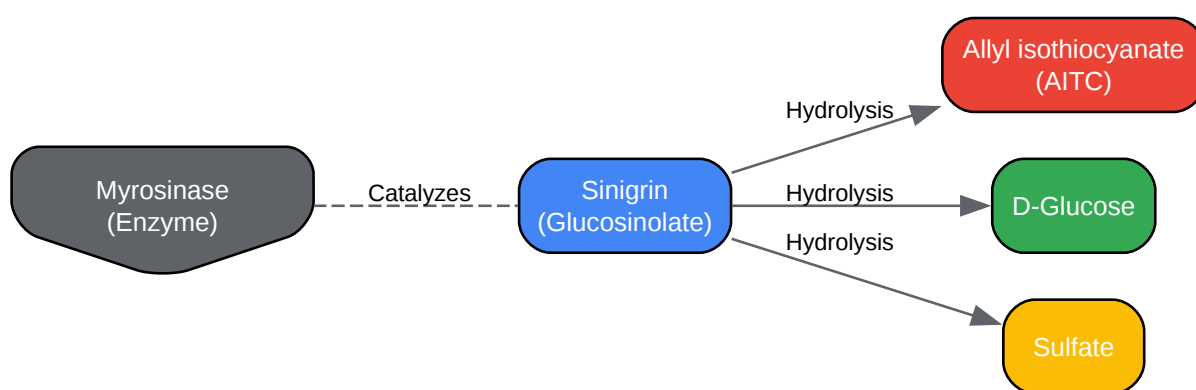 Myrosinase
(Enzyme)
Catalyzes
Sinigrin
(Glucosinolate)
Hydrolysis
Hydrolysis
Hydrolysis
Allyl isothiocyanate
(AITC)
D-Glucose
Sulfate